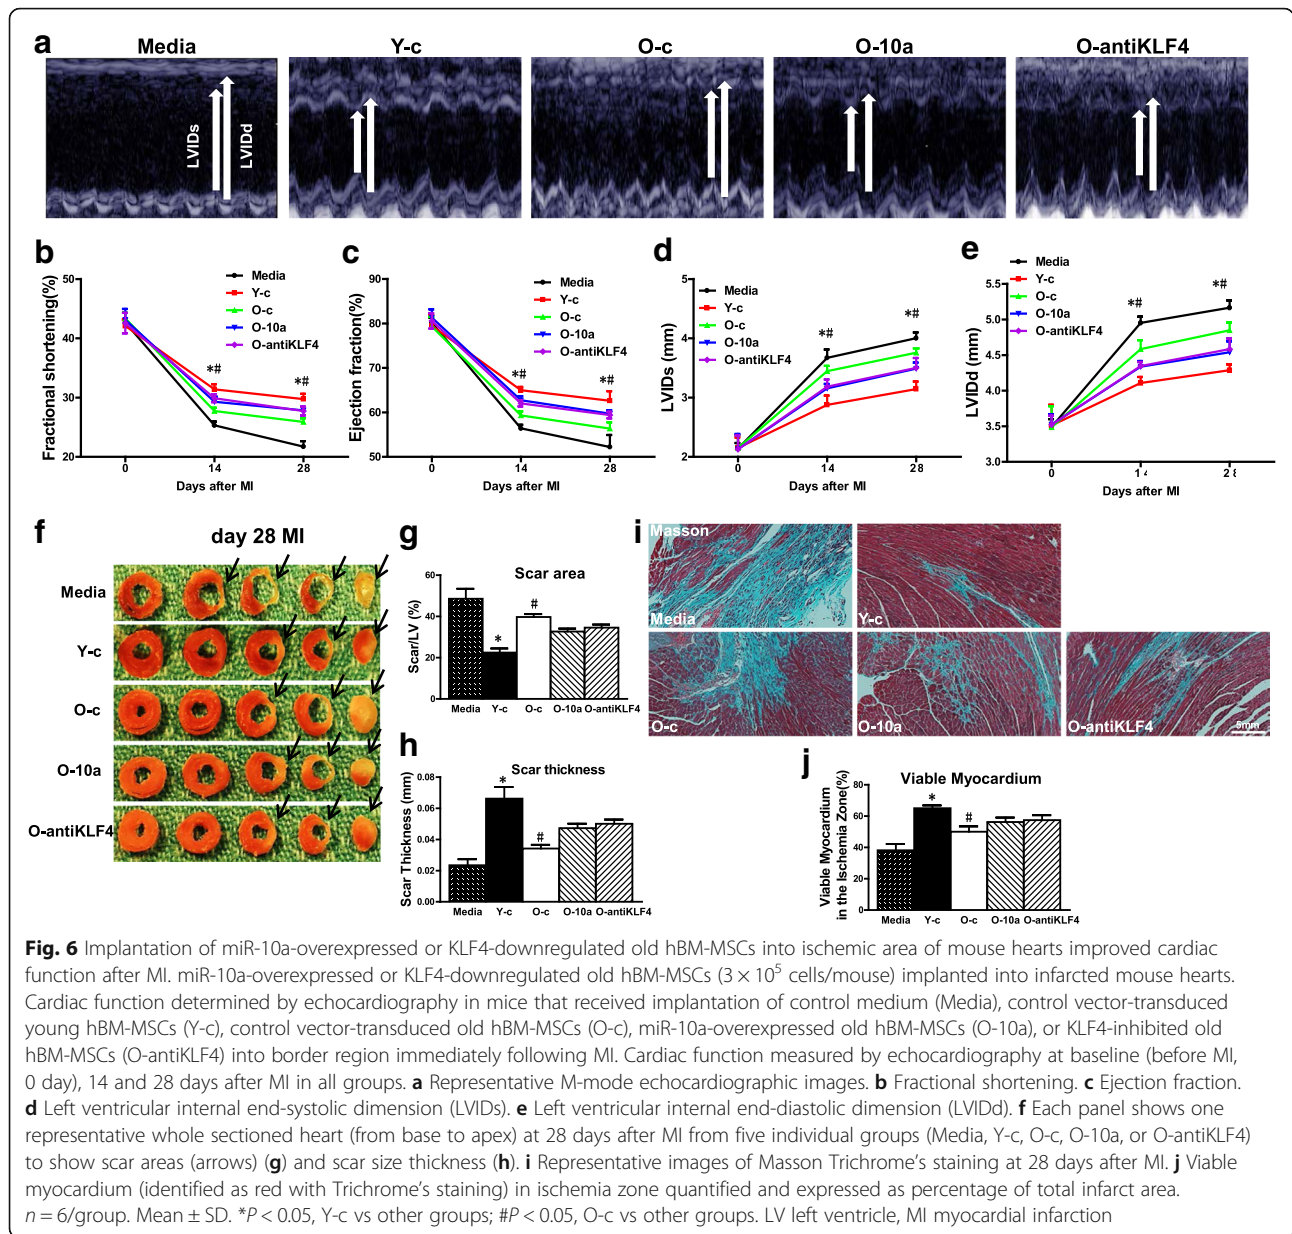 a
Media
Y-c
O-c
O-10a
O-antiKLF4
LVIDs
LVIDd
b
Fractional shortening(%)
50
40
30
20
0
14
28
Days after MI
Media
Y-c
O-c
O-10a
O-antiKLF4
*#
*#
c
Ejection fraction(%)
90
80
70
60
50
0
14
28
Days after MI
Media
Y-c
O-c
O-10a
O-antiKLF4
*#
*#
d
LVIDs (mm)
5
4
3
2
0
14
28
Days after MI
Media
Y-c
O-c
O-10a
O-antiKLF4
*#
*#
e
LVIDd (mm)
5.5
5.0
4.5
4.0
3.5
3.0
0
14
28
Days after MI
Media
Y-c
O-c
O-10a
O-antiKLF4
*#
*#
f
day 28 MI
Media
Y-c
O-c
O-10a
O-antiKLF4
g
Scar area
Scar/LV (%)
60
40
20
0
*
#
Media Y-c O-c O-10a O-antiKLF4
h
Scar thickness
Scar Thickness (mm)
0.08
0.06
0.04
0.02
0.00
*
#
Media Y-c O-c O-10a O-antiKLF4
i
Masson
Media
Y-c
O-c
O-10a
O-antiKLF4
5mm
j
Viable Myocardium
Viable Myocardium
in the Ischemia Zone(%)
80
60
40
20
0
*
#
Media Y-c O-c O-10a O-antiKLF4
Fig. 6 Implantation of miR-10a-overexpressed or KLF4-downregulated old hBM-MSCs into ischemic area of mouse hearts improved cardiac
function after MI. miR-10a-overexpressed or KLF4-downregulated old hBM-MSCs (3 × 10⁵ cells/mouse) implanted into infarcted mouse hearts.
Cardiac function determined by echocardiography in mice that received implantation of control medium (Media), control vector-transduced
young hBM-MSCs (Y-c), control vector-transduced old hBM-MSCs (O-c), miR-10a-overexpressed old hBM-MSCs (O-10a), or KLF4-inhibited old
hBM-MSCs (O-antiKLF4) into border region immediately following MI. Cardiac function measured by echocardiography at baseline (before MI,
0 day), 14 and 28 days after MI in all groups. a Representative M-mode echocardiographic images. b Fractional shortening. c Ejection fraction.
d Left ventricular internal end-systolic dimension (LVIDs). e Left ventricular internal end-diastolic dimension (LVIDd). f Each panel shows one
representative whole sectioned heart (from base to apex) at 28 days after MI from five individual groups (Media, Y-c, O-c, O-10a, or O-antiKLF4)
to show scar areas (arrows) (g) and scar size thickness (h). i Representative images of Masson Trichrome's staining at 28 days after MI. j Viable
myocardium (identified as red with Trichrome's staining) in ischemia zone quantified and expressed as percentage of total infarct area.
n = 6/group. Mean ± SD. *P < 0.05, Y-c vs other groups; #P < 0.05, O-c vs other groups. LV left ventricle, MI myocardial infarction